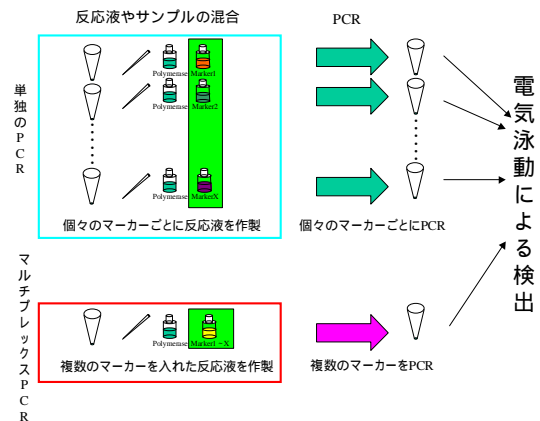 反応液やサンプルの混合
PCR
単独のPCR
Polymerase Marker1
Polymerase Marker2
Polymerase MarkerX
個々のマーカーごとに反応液を作製
個々のマーカーごとにPCR
電気泳動による検出
マルチプレックスPCR
Polymerase Marker1－X
複数のマーカーを入れた反応液を作製
複数のマーカーをPCR